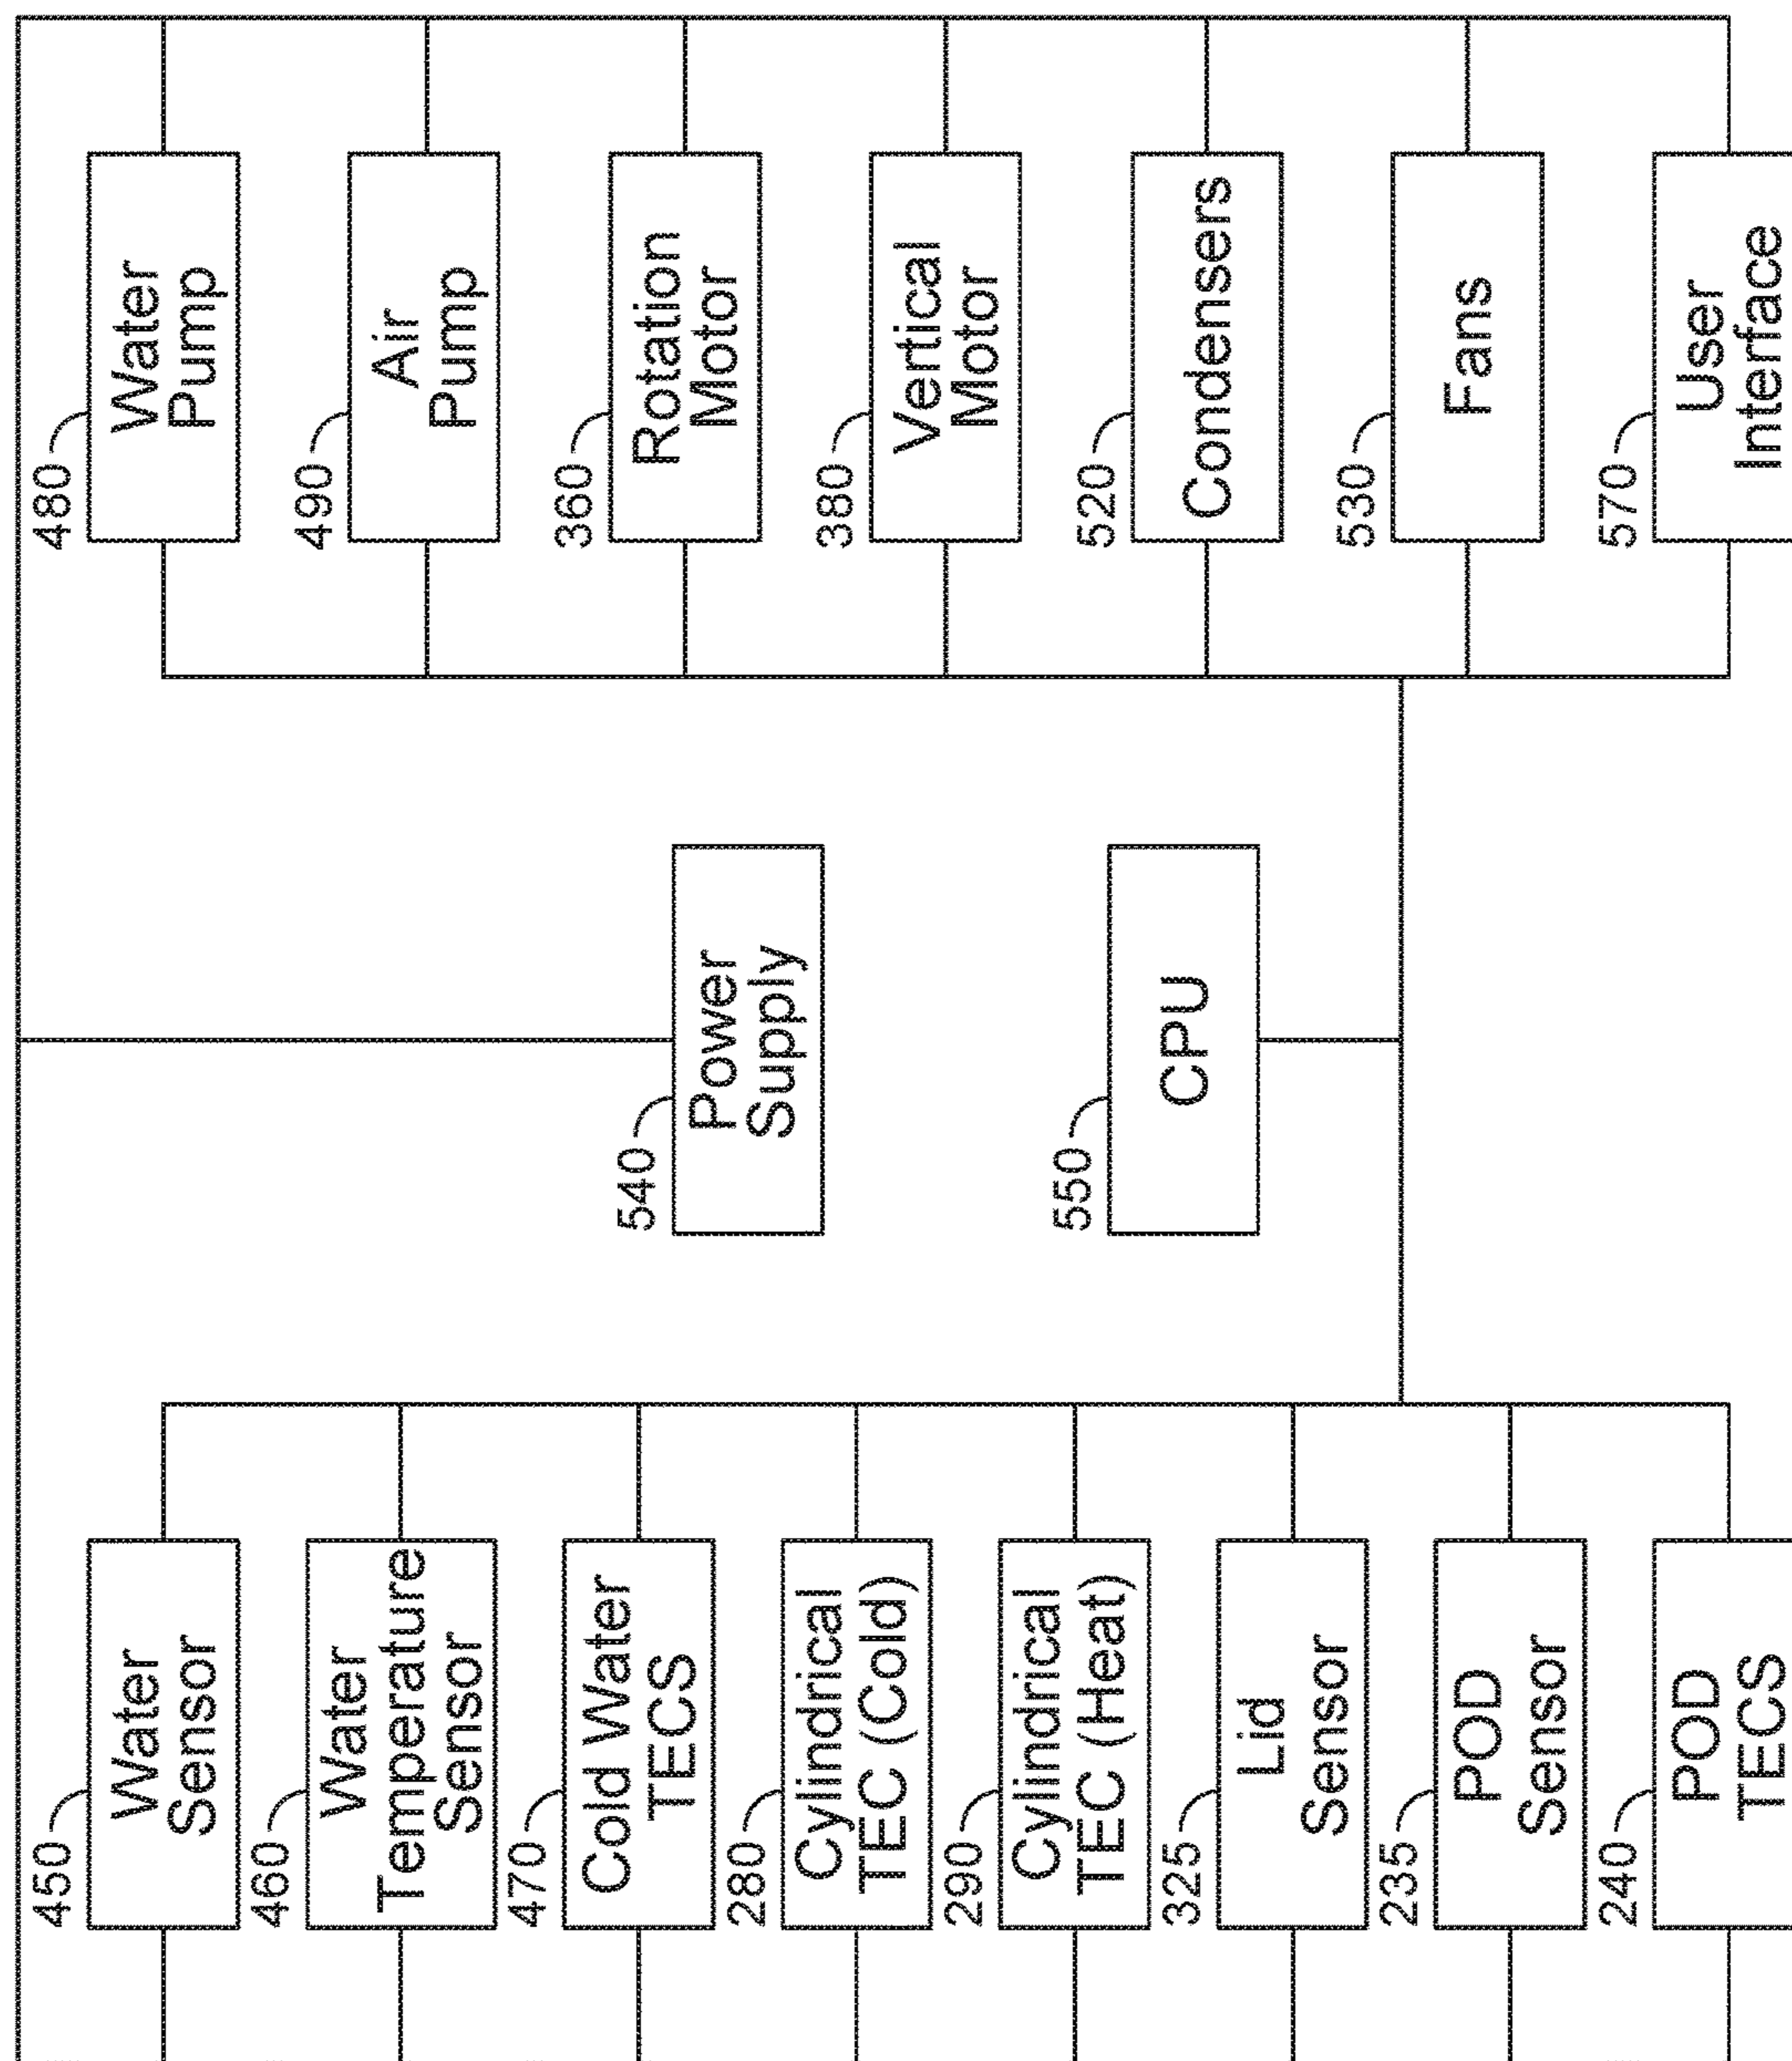 450
Water
Sensor
460
Water
Temperature
Sensor
470
Cold Water
TECS
280
Cylindrical
TEC (Cold)
290
Cylindrical
TEC (Heat)
325
Lid
Sensor
235
POD
Sensor
240
POD
TECS
540
Power
Supply
550
CPU
480
Water
Pump
490
Air
Pump
360
Rotation
Motor
380
Vertical
Motor
520
Condensers
530
Fans
570
User
Interface